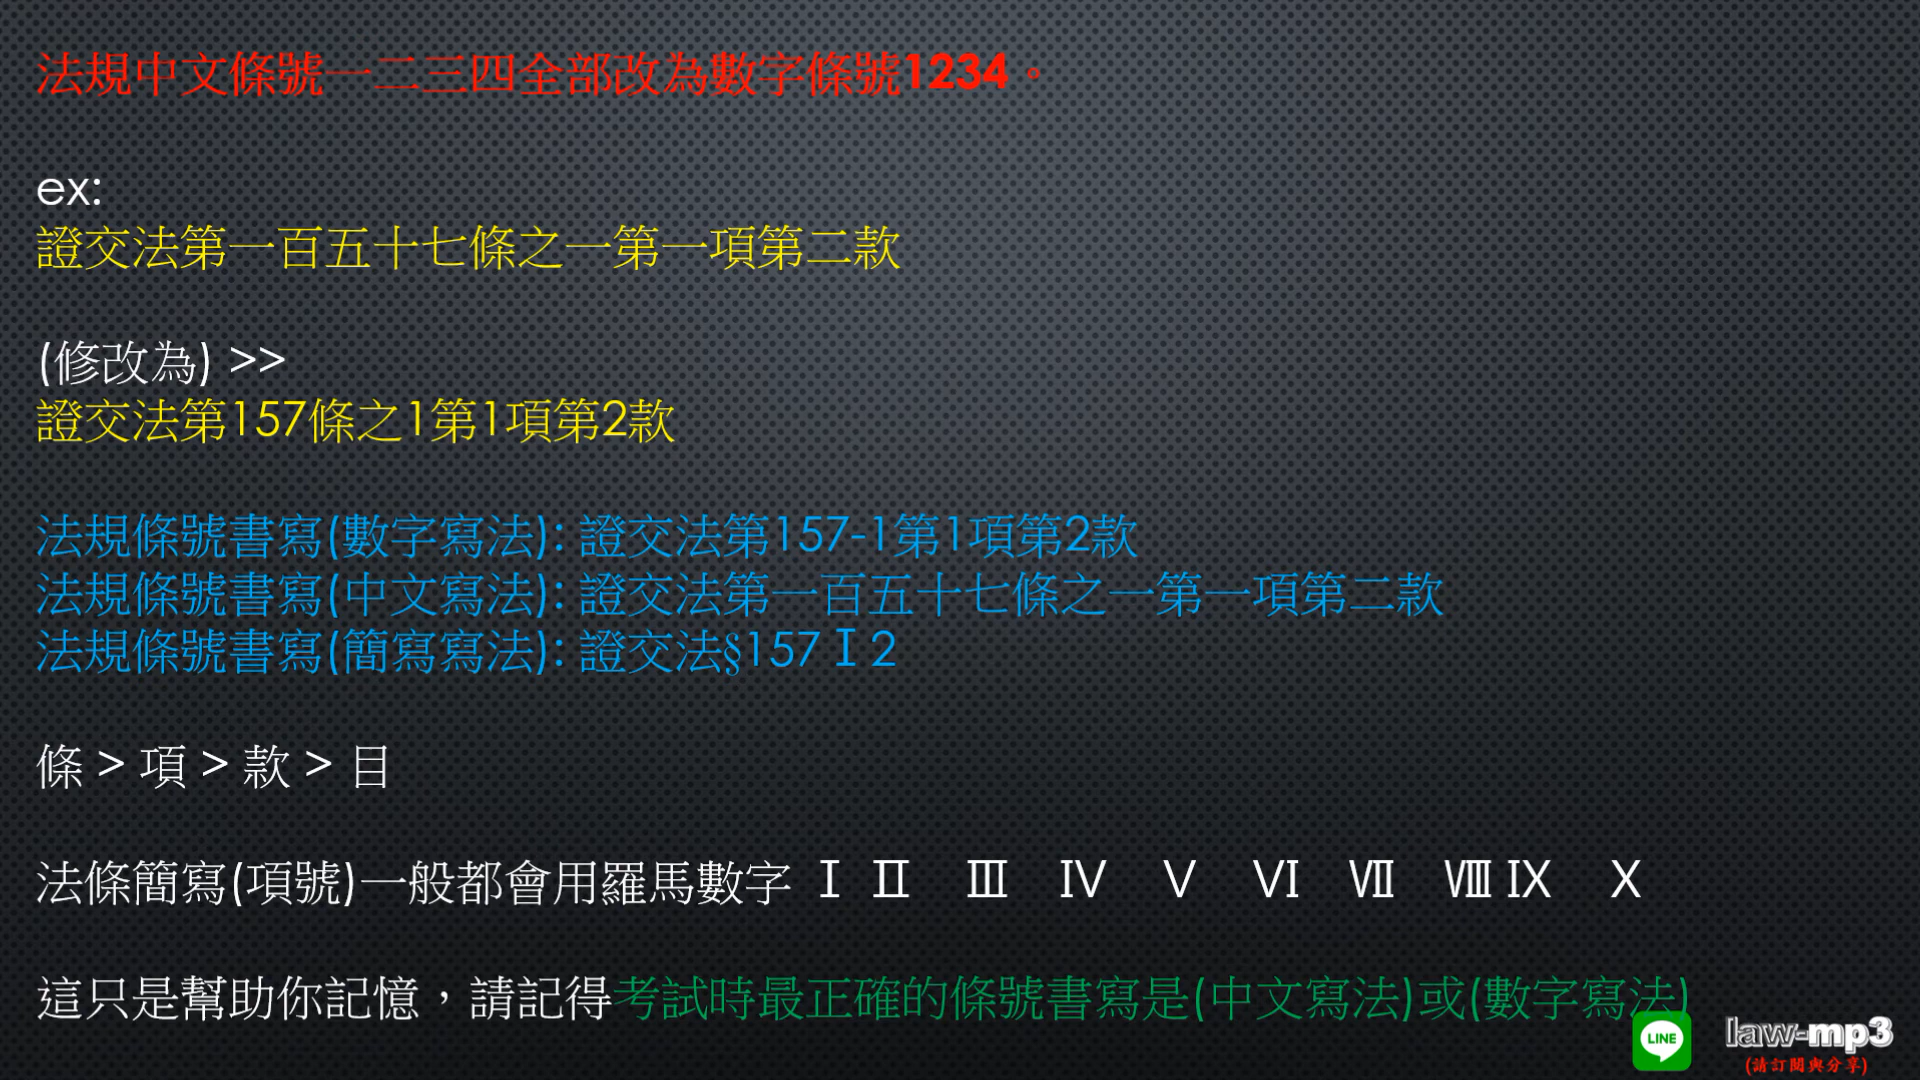 法規中文條號一二三四全部改為數字條號1234。
ex:
證交法第一百五十七條之一第一項第二款
(修改為) >>
證交法第157條之1第1項第2款
法規條號書寫(數字寫法): 證交法第157-1第1項第2款
法規條號書寫(中文寫法): 證交法第一百五十七條之一第一項第二款
法規條號書寫(簡寫寫法): 證交法§157Ⅰ2
條 > 項 > 款 > 目
法條簡寫(項號)一般都會用羅馬數字 Ⅰ Ⅱ Ⅲ Ⅳ Ⅴ Ⅵ Ⅶ Ⅷ Ⅸ Ⅹ
這只是幫助你記憶，請記得考試時最正確的條號書寫是(中文寫法)或(數字寫法)
LINE
law-mp3
(請訂閱與分享)